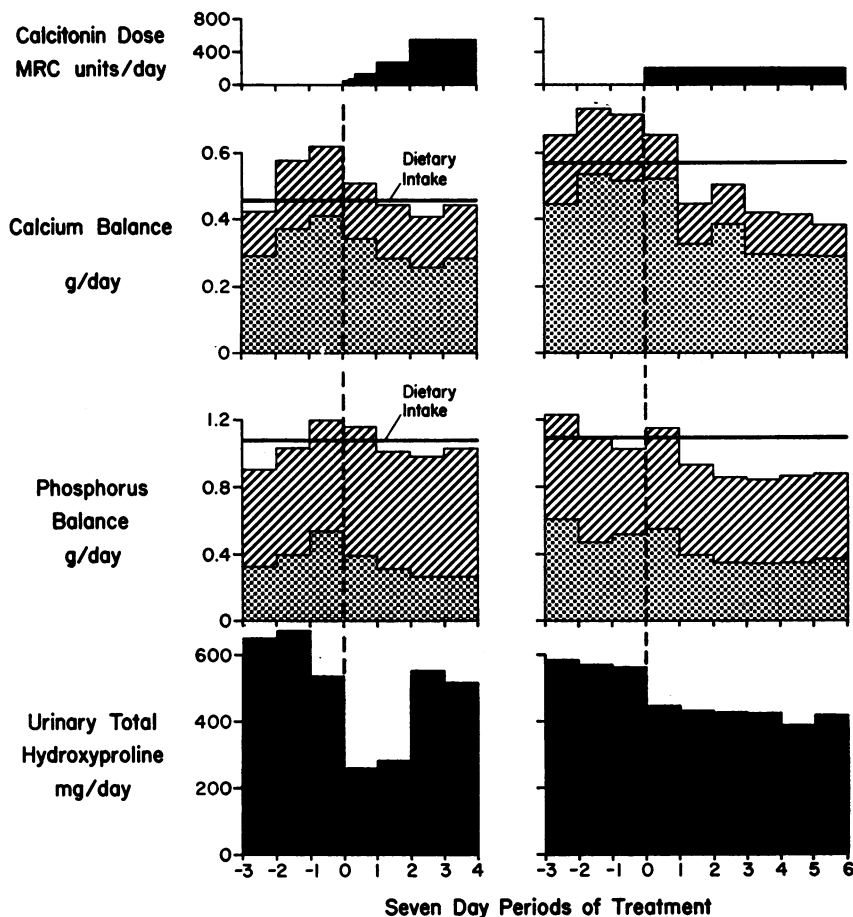 Calcitonin Dose
MRC units/day
800
400
0
Calcium Balance
g/day
0.6
0.4
0.2
0
Dietary
Intake
Phosphorus
Balance
g/day
1.2
0.8
0.4
0
Dietary
Intake
Urinary Total
Hydroxyproline
mg/day
600
400
200
0
-3 -2 -1 0 1 2 3 4
-3 -2 -1 0 1 2 3 4 5 6
Seven Day Periods of Treatment